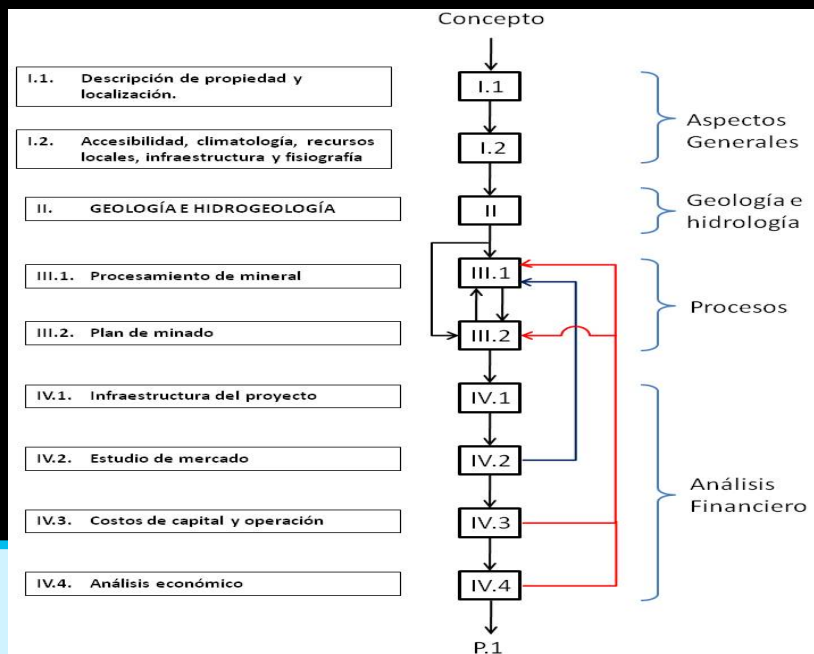 Concepto
I.1. Descripción de propiedad y
localización.
I.2. Accesibilidad, climatología, recursos
locales, infraestructura y fisiografía
II. GEOLOGÍA E HIDROGEOLOGÍA
III.1. Procesamiento de mineral
III.2. Plan de minado
IV.1. Infraestructura del proyecto
IV.2. Estudio de mercado
IV.3. Costos de capital y operación
IV.4. Análisis económico
I.1
I.2
II
III.1
III.2
IV.1
IV.2
IV.3
IV.4
P.1
Aspectos
Generales
Geología e
hidrología
Procesos
Análisis
Financiero